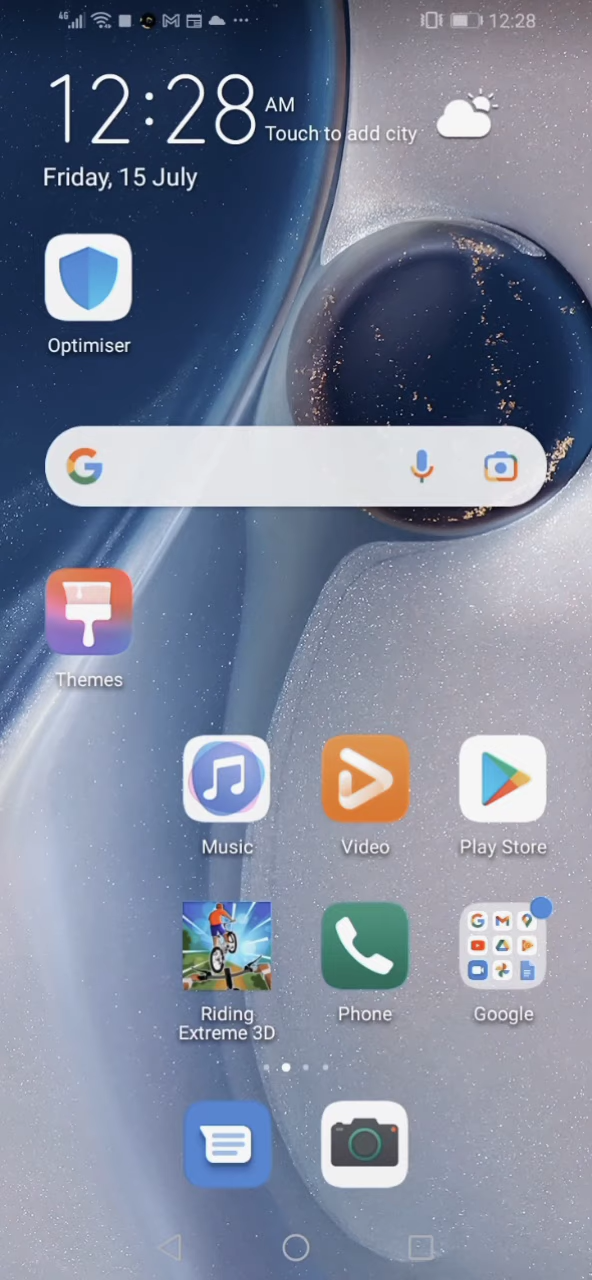 4G 12:28
12:28 AM
Touch to add city
Friday, 15 July
Optimiser
Themes
Music Video Play Store
Riding Extreme 3D Phone Google